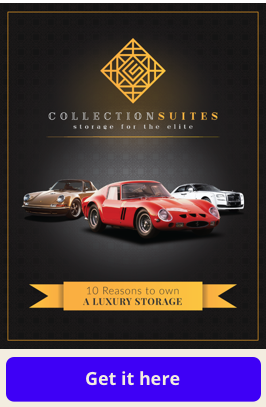 COLLECTIONSUITES
storage for the elite
10 Reasons to own
A LUXURY STORAGE
Get it here